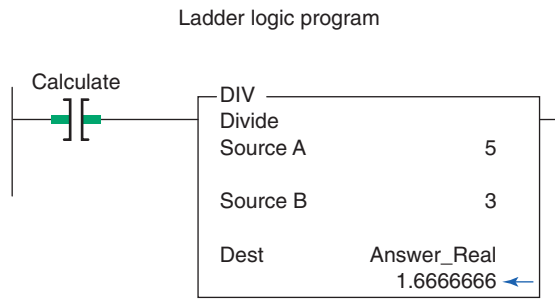 Ladder logic program
Calculate
DIV
Divide
Source A 5
Source B 3
Dest Answer_Real
1.6666666